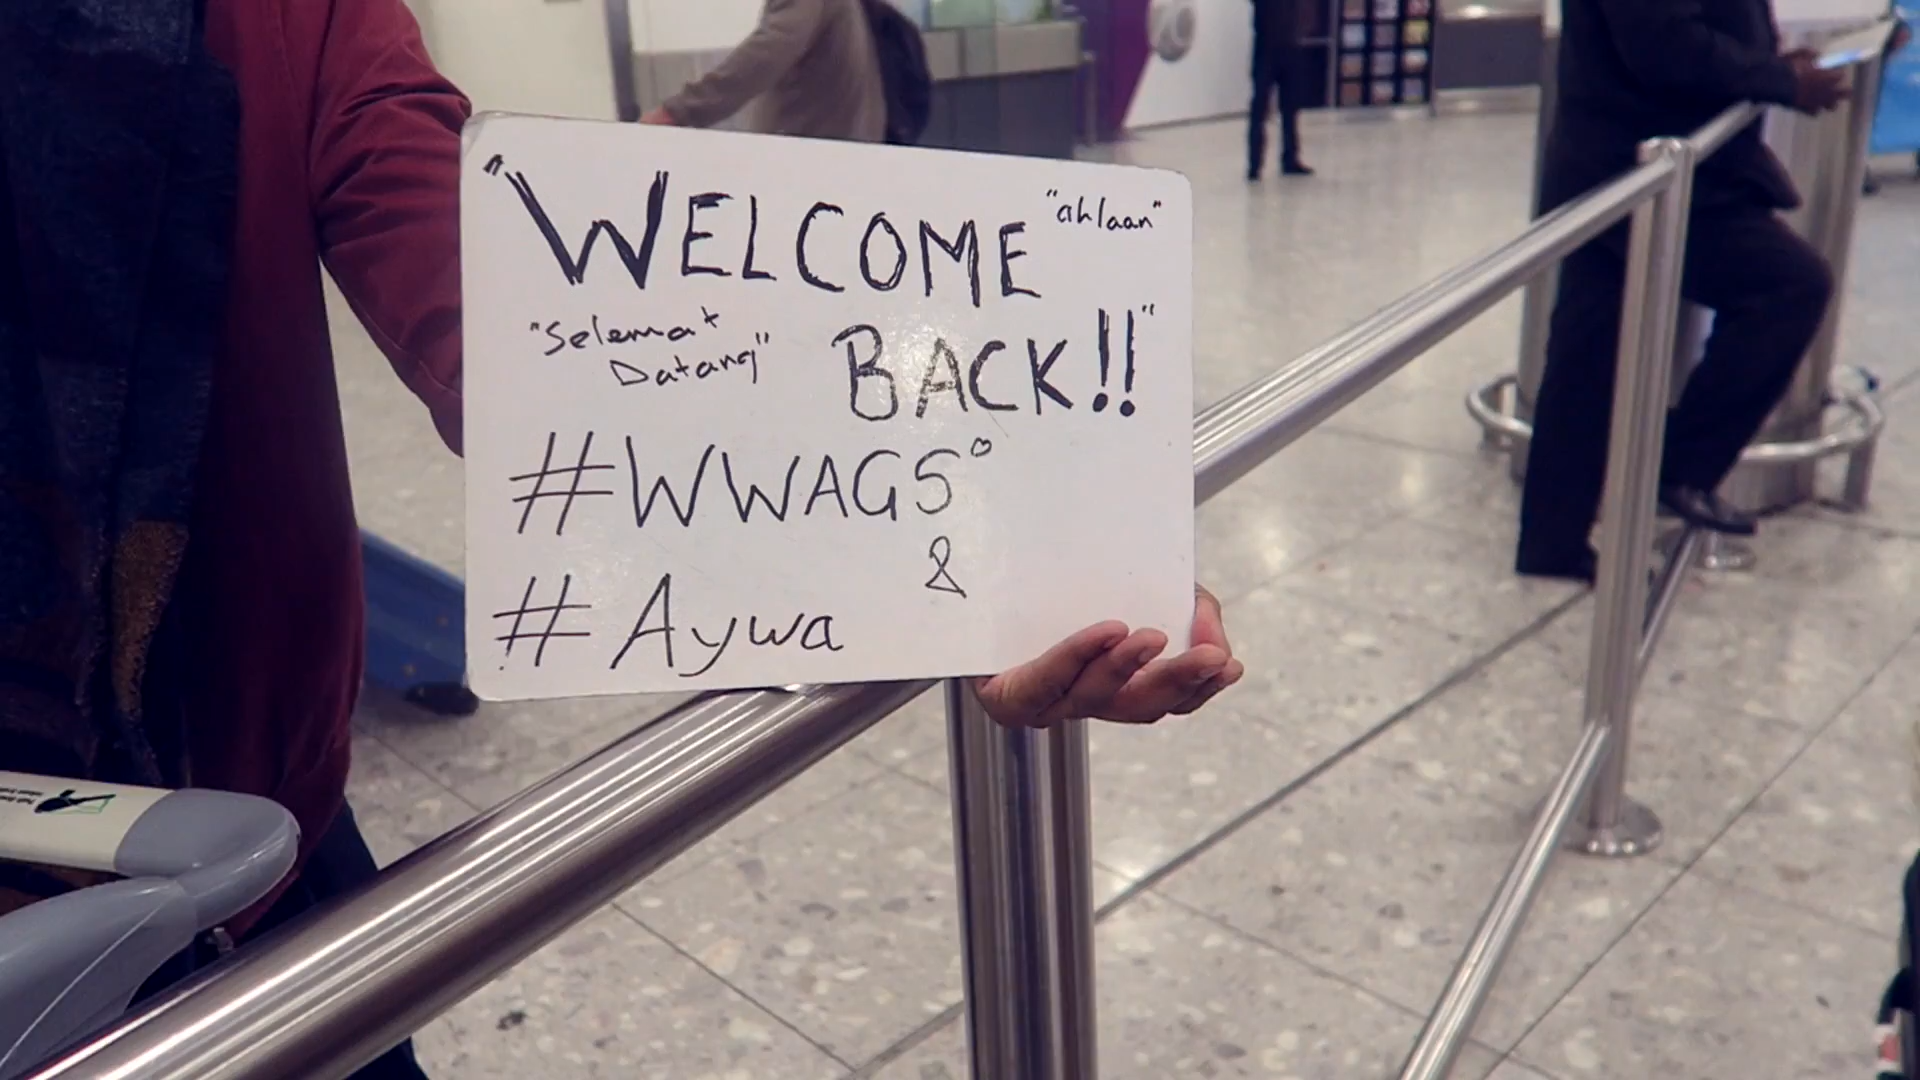 "WELCOME "ahlaan"
"Selemat
Datang" BACK!!"
#WWAGS°
&
#Aywa